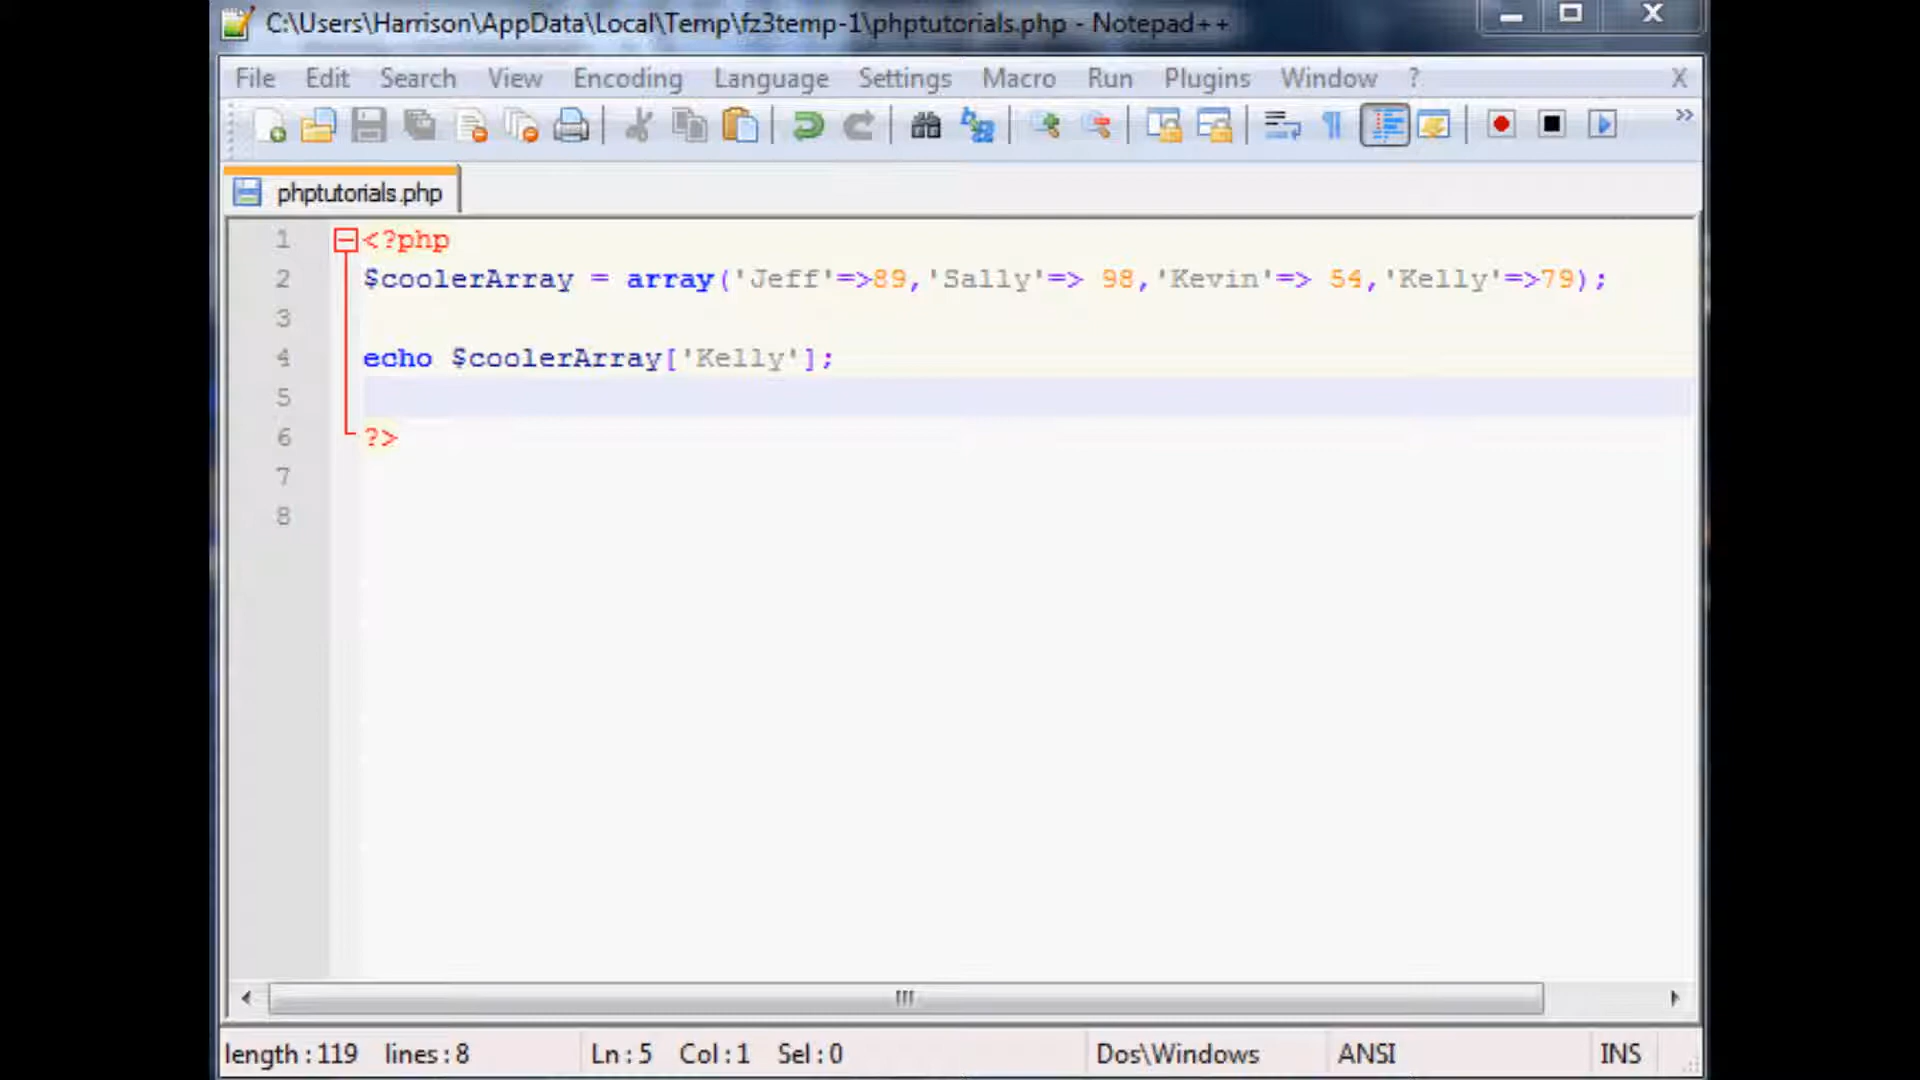 C:\Users\Harrison\AppData\Local\Temp\fz3temp-1\phptutorials.php - Notepad++
File Edit Search View Encoding Language Settings Macro Run Plugins Window ? X
phptutorials.php
1 <?php
2 $coolerArray = array('Jeff'=>89,'Sally'=> 98,'Kevin'=> 54,'Kelly'=>79);
3
4 echo $coolerArray['Kelly'];
5
6 ?>
7
8
length : 119 lines : 8 Ln : 5 Col : 1 Sel : 0 Dos\Windows ANSI INS